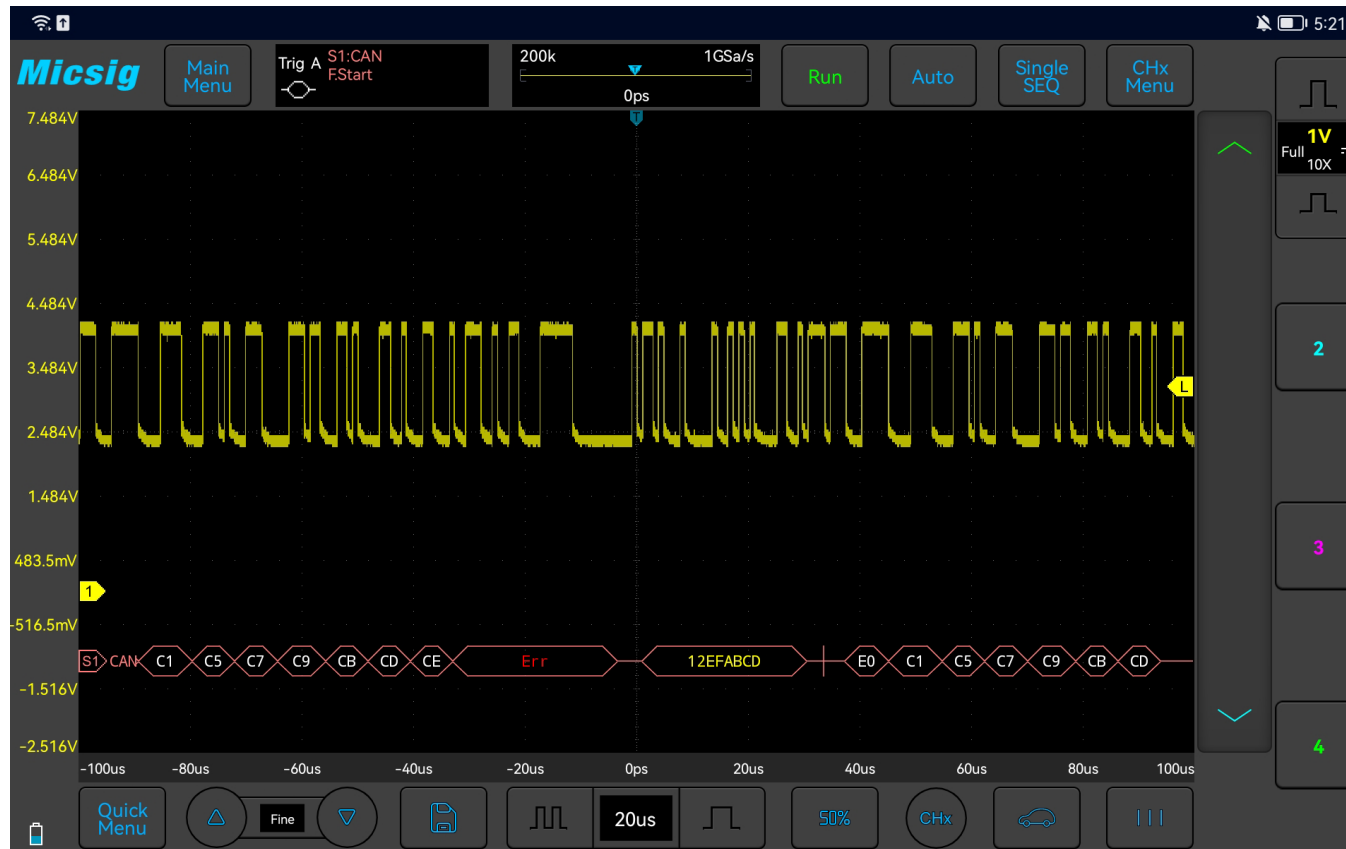 5:21
Micsig
Main Menu
Trig A S1:CAN
F.Start
200k 1GSa/s
0ps
Run
Auto
Single SEQ
CHx Menu
T
7.484V
6.484V
5.484V
4.484V
3.484V
2.484V
1.484V
483.5mV
-516.5mV
-1.516V
-2.516V
L
1
S1 CAN C1 C5 C7 C9 CB CD CE Err 12EFABCD E0 C1 C5 C7 C9 CB CD
-100us -80us -60us -40us -20us 0ps 20us 40us 60us 80us 100us
1V
Full
10X
2
3
4
Quick Menu
Fine
20us
50%
CHx